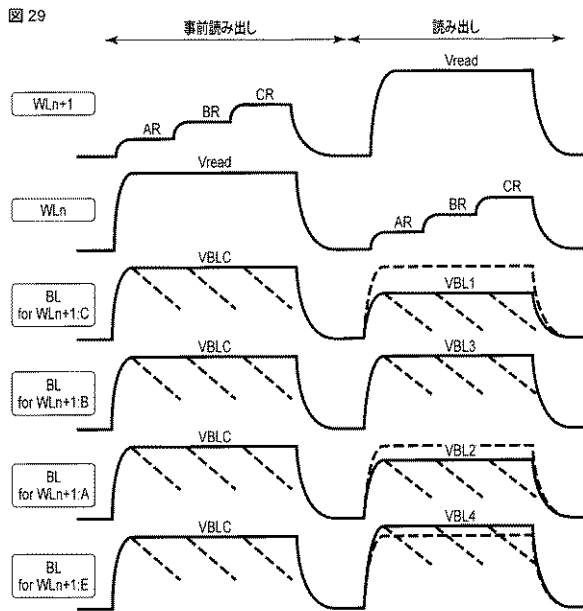 図 29
事前読み出し 読み出し
WLn+1
AR BR CR Vread
WLn
Vread AR BR CR
BL
for WLn+1:C
VBLC VBL1
BL
for WLn+1:B
VBLC VBL3
BL
for WLn+1:A
VBLC VBL2
BL
for WLn+1:E
VBLC VBL4